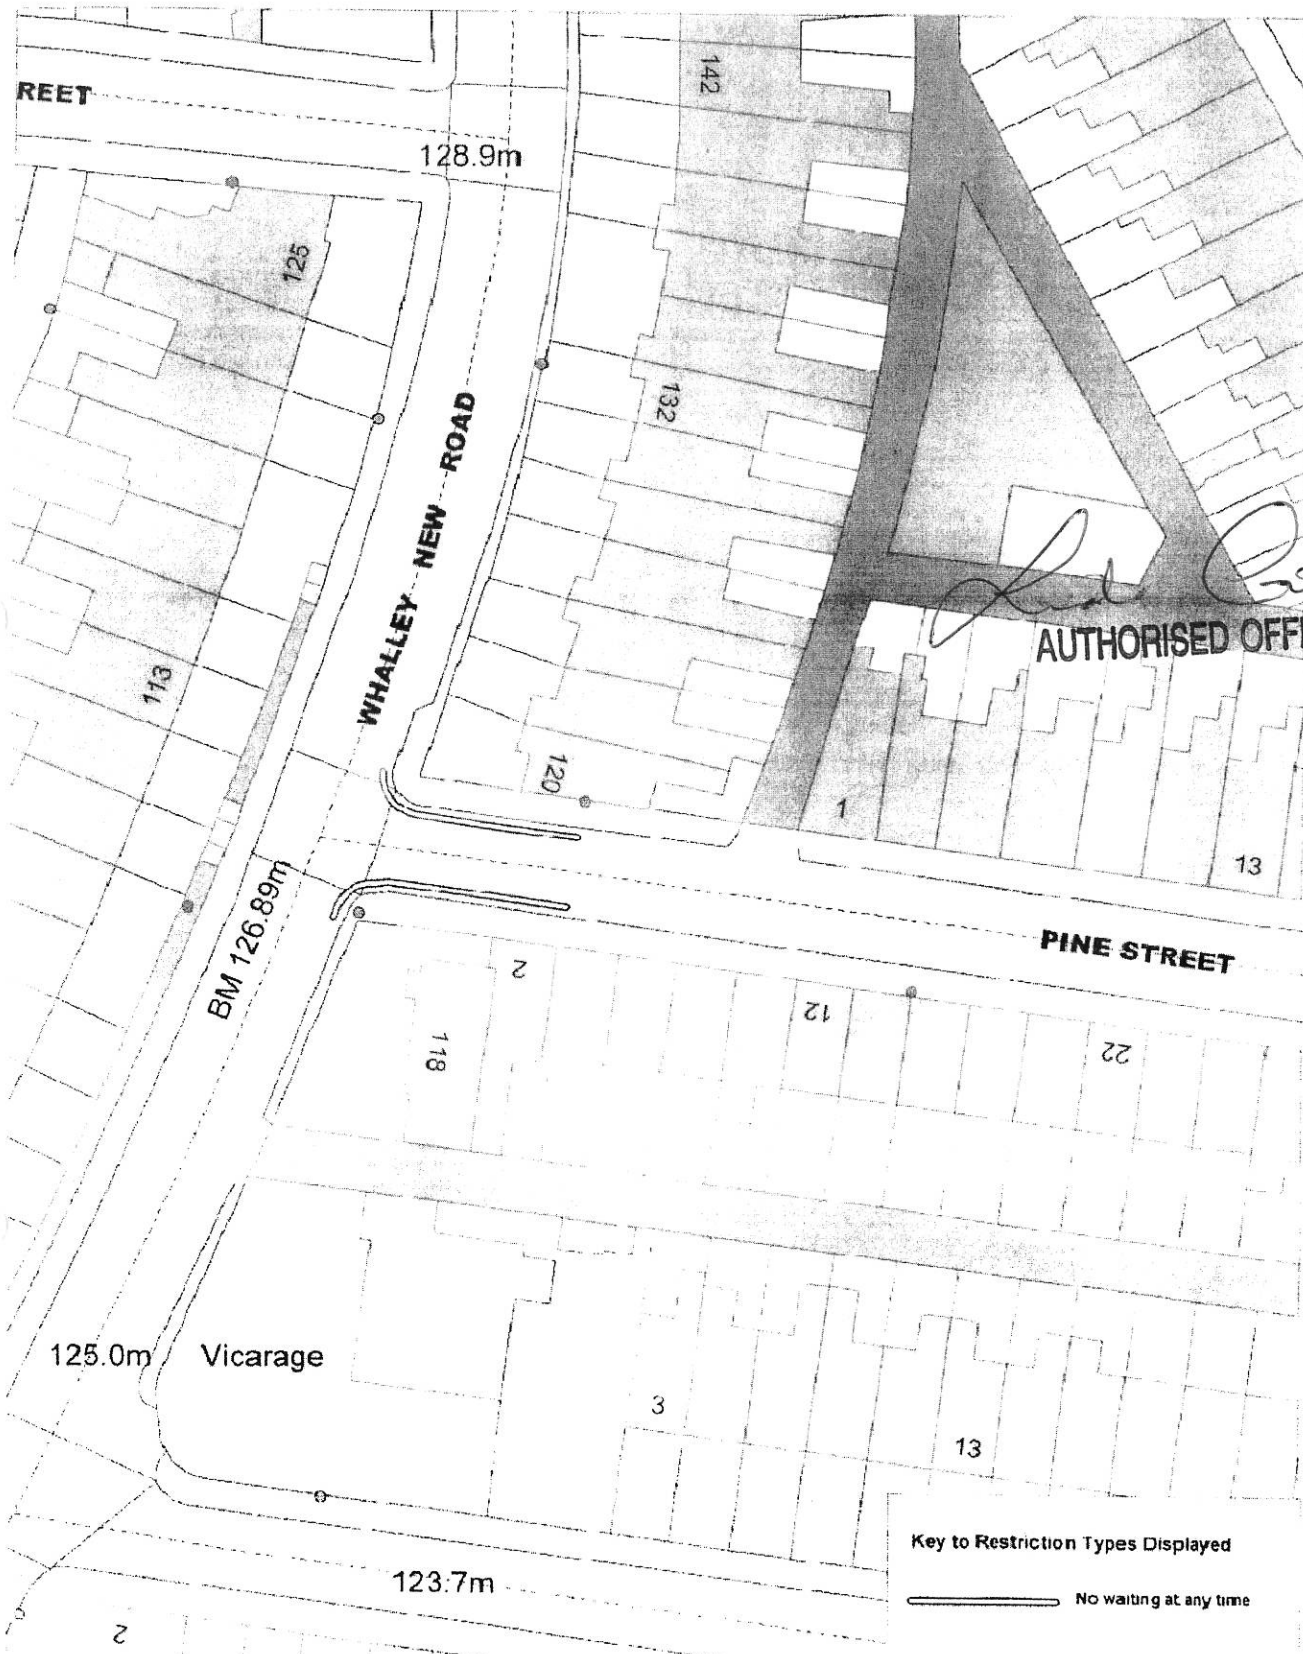 REET
142
128.9m
125
132
WHALLEY NEW ROAD
AUTHORISED OFFI
113
120
1
13
BM 126.89m
PINE STREET
2
12
22
118
125.0m
Vicarage
3
13
Key to Restriction Types Displayed
123.7m
No waiting at any time
2